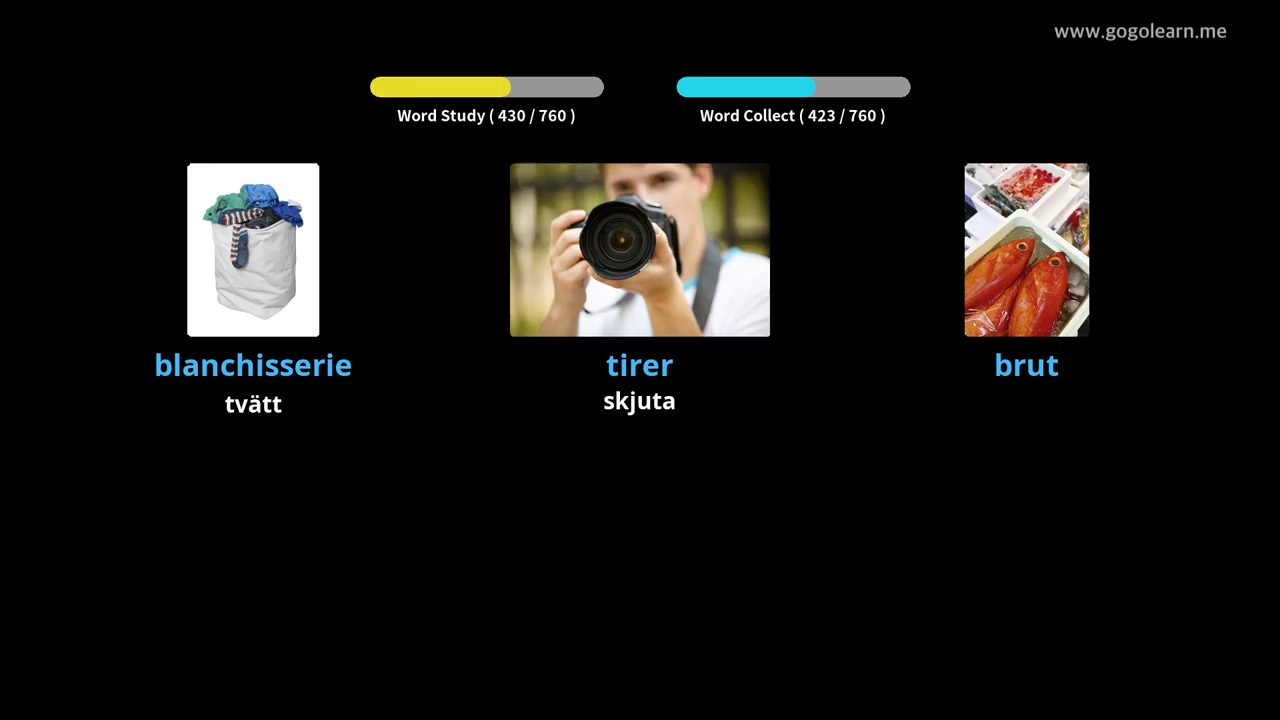 www.gogolearn.me
Word Study ( 430 / 760 )
Word Collect ( 423 / 760 )
blanchisserie
tvätt
tirer
skjuta
brut